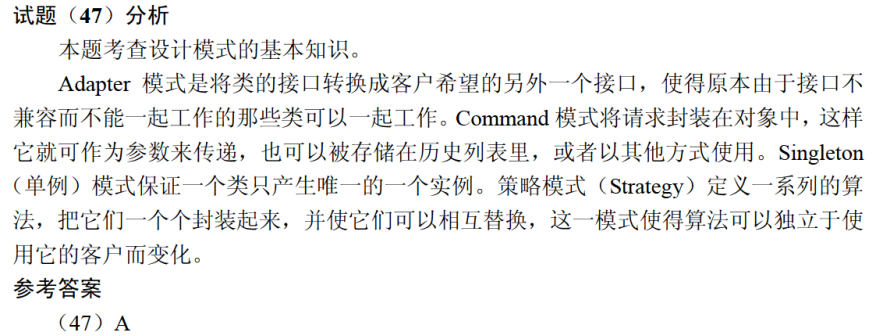 试题（47）分析
本题考查设计模式的基本知识。
Adapter 模式是将类的接口转换成客户希望的另外一个接口，使得原本由于接口不
兼容而不能一起工作的那些类可以一起工作。Command 模式将请求封装在对象中，这样
它就可作为参数来传递，也可以被存储在历史列表里，或者以其他方式使用。Singleton
（单例）模式保证一个类只产生唯一的一个实例。策略模式（Strategy）定义一系列的算
法，把它们一个个封装起来，并使它们可以相互替换，这一模式使得算法可以独立于使
用它的客户而变化。
参考答案
（47）A